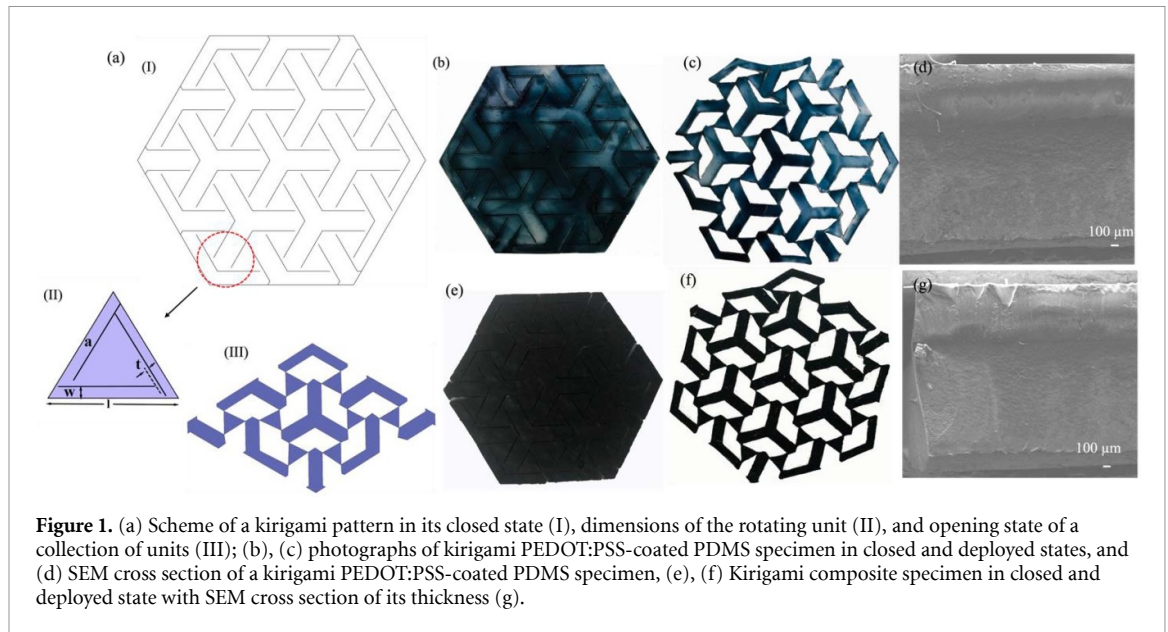 (a)
(I)
(b)
(c)
(d)
100 µm
(II)
a
t
w
l
(III)
(e)
(f)
(g)
100 µm
Figure 1. (a) Scheme of a kirigami pattern in its closed state (I), dimensions of the rotating unit (II), and opening state of a
collection of units (III); (b), (c) photographs of kirigami PEDOT:PSS-coated PDMS specimen in closed and deployed states, and
(d) SEM cross section of a kirigami PEDOT:PSS-coated PDMS specimen, (e), (f) Kirigami composite specimen in closed and
deployed state with SEM cross section of its thickness (g).